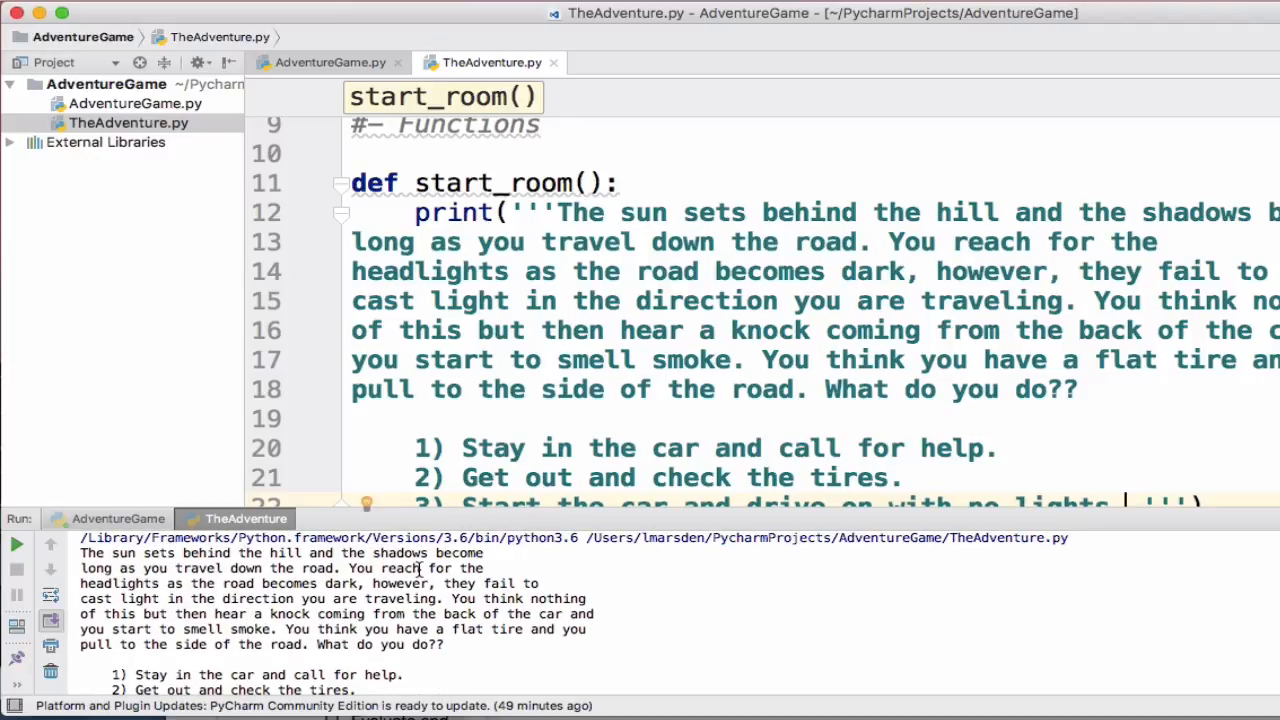 TheAdventure.py - AdventureGame - [~/PycharmProjects/AdventureGame]
AdventureGame TheAdventure.py
Project AdventureGame.py TheAdventure.py
AdventureGame ~/Pycharm
AdventureGame.py
TheAdventure.py
External Libraries
start_room()
9 #- Functions
10
11 def start_room():
12 print('''The sun sets behind the hill and the shadows b
13 long as you travel down the road. You reach for the
14 headlights as the road becomes dark, however, they fail to
15 cast light in the direction you are traveling. You think no
16 of this but then hear a knock coming from the back of the c
17 you start to smell smoke. You think you have a flat tire an
18 pull to the side of the road. What do you do??
19
20 1) Stay in the car and call for help.
21 2) Get out and check the tires.
22 3) Start the car and drive on with no lights. ''')
Run: AdventureGame TheAdventure
/Library/Frameworks/Python.framework/Versions/3.6/bin/python3.6 /Users/lmarsden/PycharmProjects/AdventureGame/TheAdventure.py
The sun sets behind the hill and the shadows become
long as you travel down the road. You reach for the
headlights as the road becomes dark, however, they fail to
cast light in the direction you are traveling. You think nothing
of this but then hear a knock coming from the back of the car and
you start to smell smoke. You think you have a flat tire and you
pull to the side of the road. What do you do??
1) Stay in the car and call for help.
2) Get out and check the tires.
Platform and Plugin Updates: PyCharm Community Edition is ready to update. (49 minutes ago)